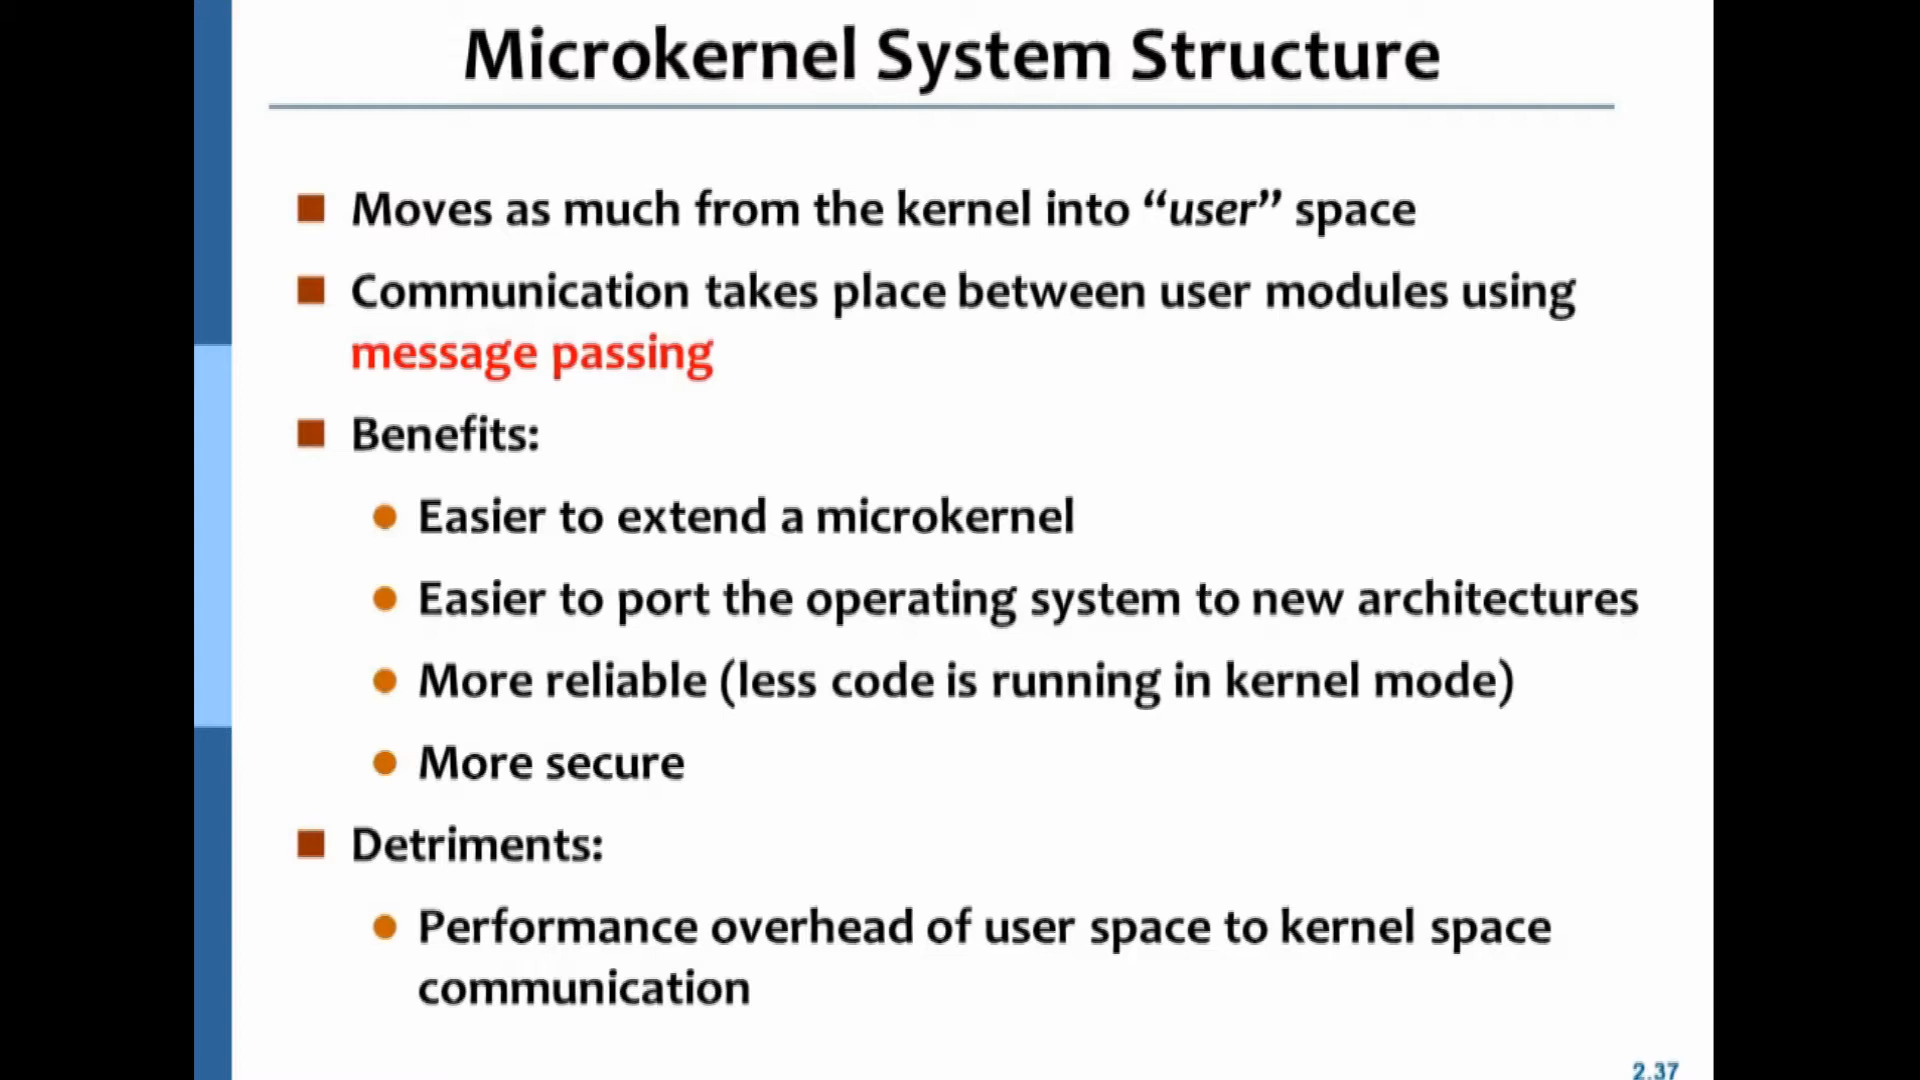 Microkernel System Structure
Moves as much from the kernel into “user” space
Communication takes place between user modules using
message passing
Benefits:
Easier to extend a microkernel
Easier to port the operating system to new architectures
More reliable (less code is running in kernel mode)
More secure
Detriments:
Performance overhead of user space to kernel space
communication
2.37